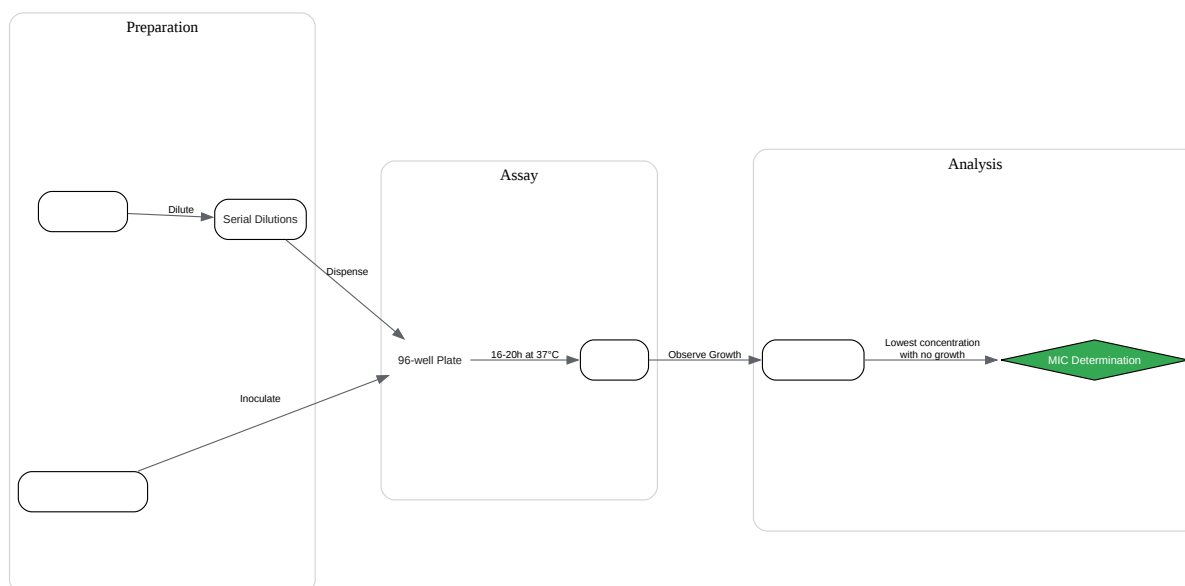 Preparation
Dilute
Serial Dilutions
Dispense
Inoculate
Assay
96-well Plate
16-20h at 37°C
Observe Growth
Analysis
Lowest concentration
with no growth
MIC Determination